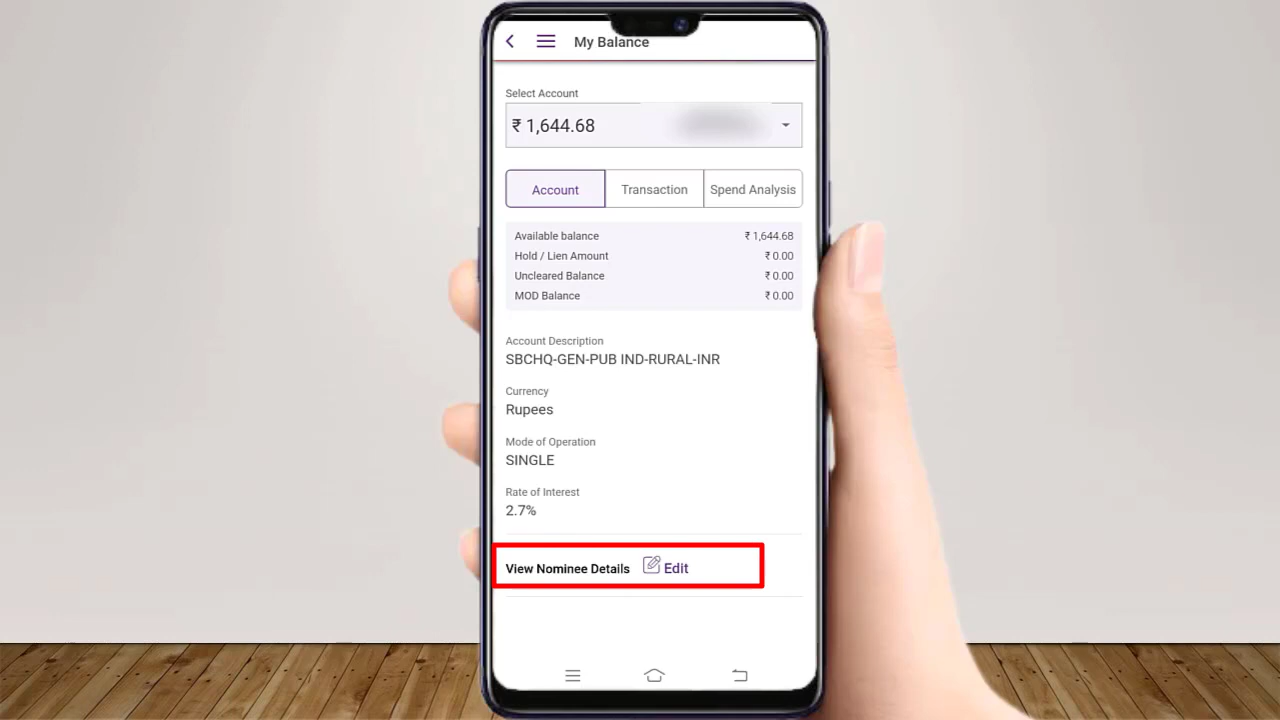 My Balance
Select Account
₹ 1,644.68
Account Transaction Spend Analysis
Available balance ₹ 1,644.68
Hold / Lien Amount ₹ 0.00
Uncleared Balance ₹ 0.00
MOD Balance ₹ 0.00
Account Description
SBCHQ-GEN-PUB IND-RURAL-INR
Currency
Rupees
Mode of Operation
SINGLE
Rate of Interest
2.7%
View Nominee Details Edit